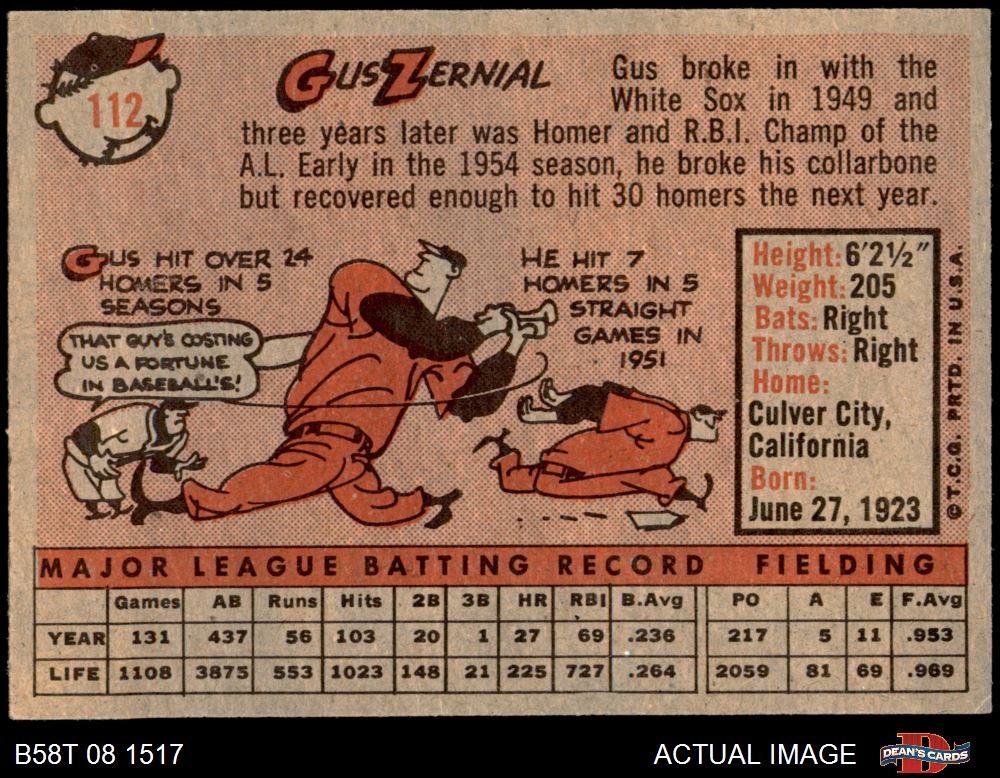 112
GUS ZERNIAL
Gus broke in with the
White Sox in 1949 and
three years later was Homer and R.B.I. Champ of the
A.L. Early in the 1954 season, he broke his collarbone
but recovered enough to hit 30 homers the next year.
GUS HIT OVER 24
HOMERS IN 5
SEASONS
THAT GUY'S COSTING
US A FORTUNE
IN BASEBALL'S!
HE HIT 7
HOMERS IN 5
STRAIGHT
GAMES IN
1951
Height: 6'2½"
Weight: 205
Bats: Right
Throws: Right
Home:
Culver City,
California
Born:
June 27, 1923
©T.C.G. PRTD. IN U.S.A.
MAJOR LEAGUE BATTING RECORD FIELDING
Games AB Runs Hits 2B 3B HR RBI B.Avg PO A E F.Avg
YEAR 131 437 56 103 20 1 27 69 .236 217 5 11 .953
LIFE 1108 3875 553 1023 148 21 225 727 .264 2059 81 69 .969
B58T 08 1517 ACTUAL IMAGE DEAN'S CARDS